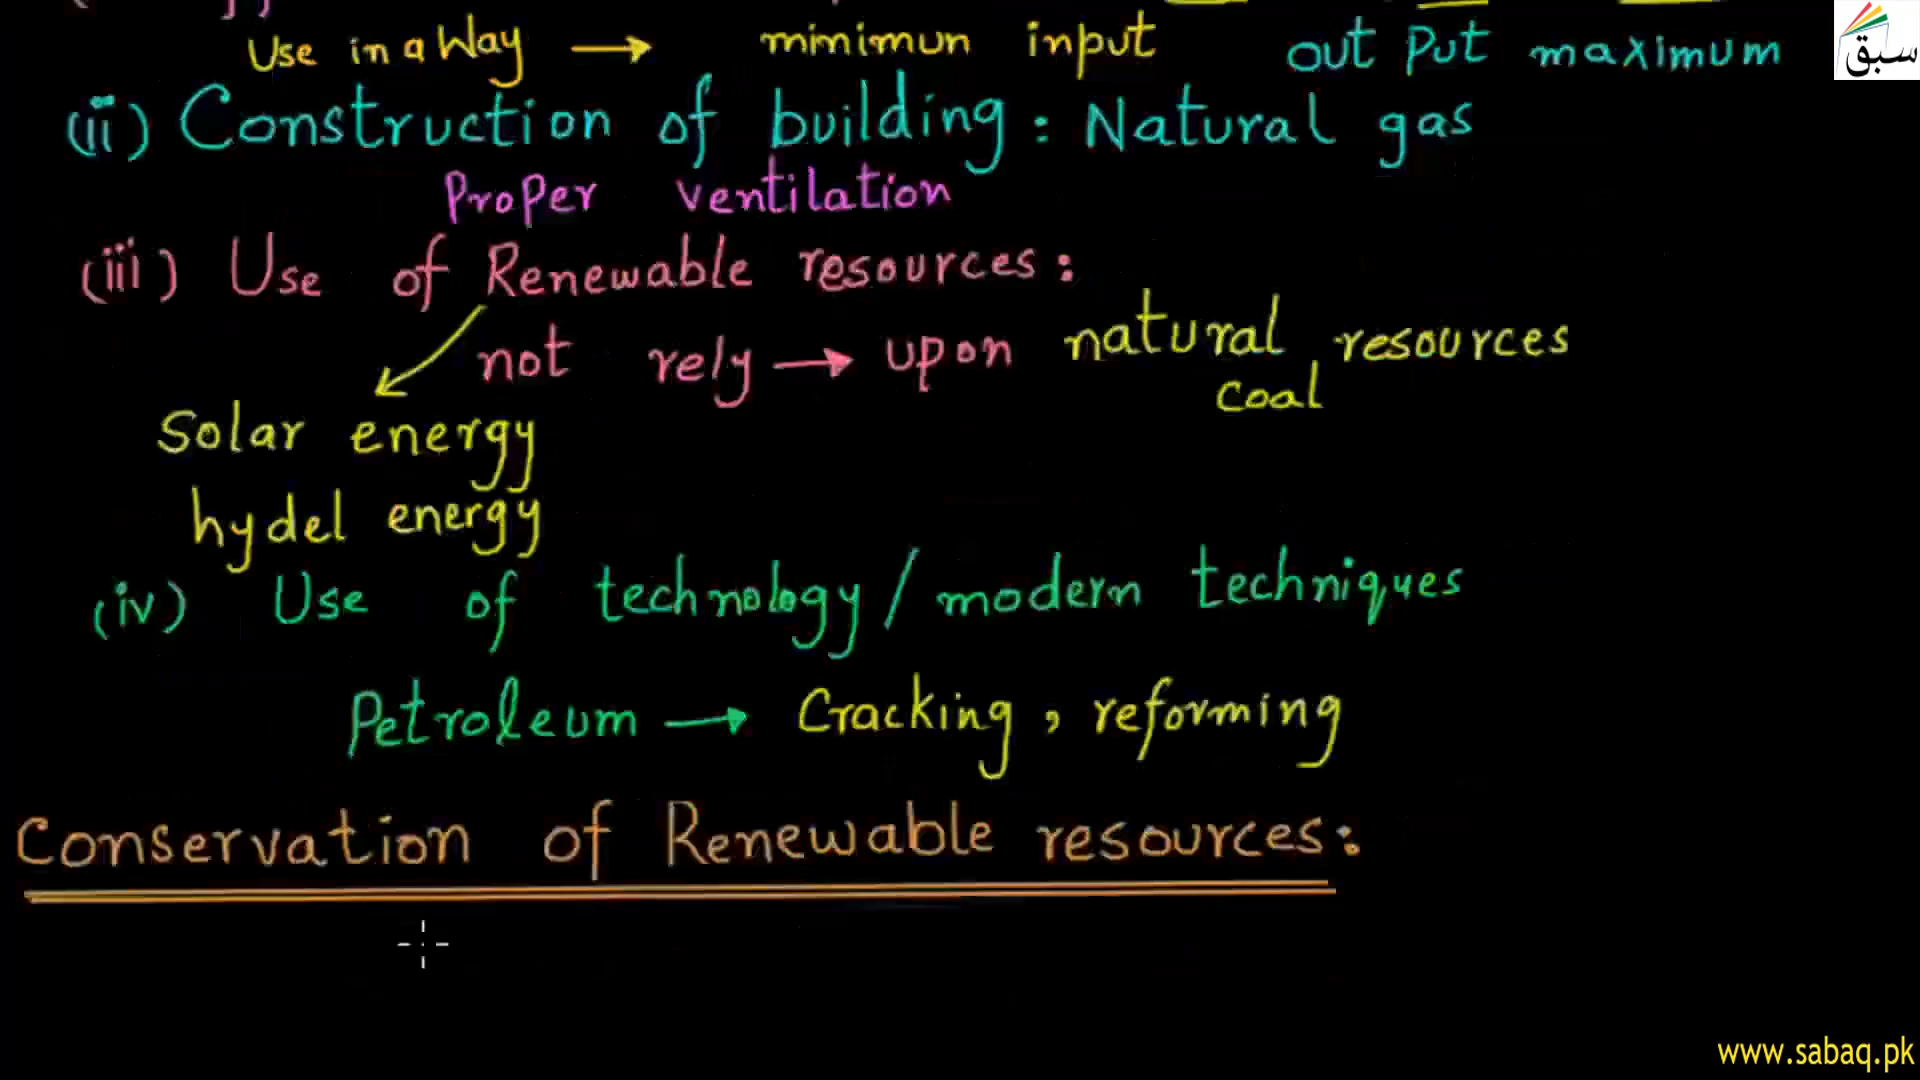 Use in a Way → minimun input out Put maximum
سبق
(ii) Construction of building: Natural gas
Proper ventilation
(iii) Use of Renewable resources:
not rely → upon natural resources
coal
Solar energy
hydel energy
(iv) Use of technology / modern techniques
Petroleum → Cracking, reforming
Conservation of Renewable resources:
www.sabaq.pk